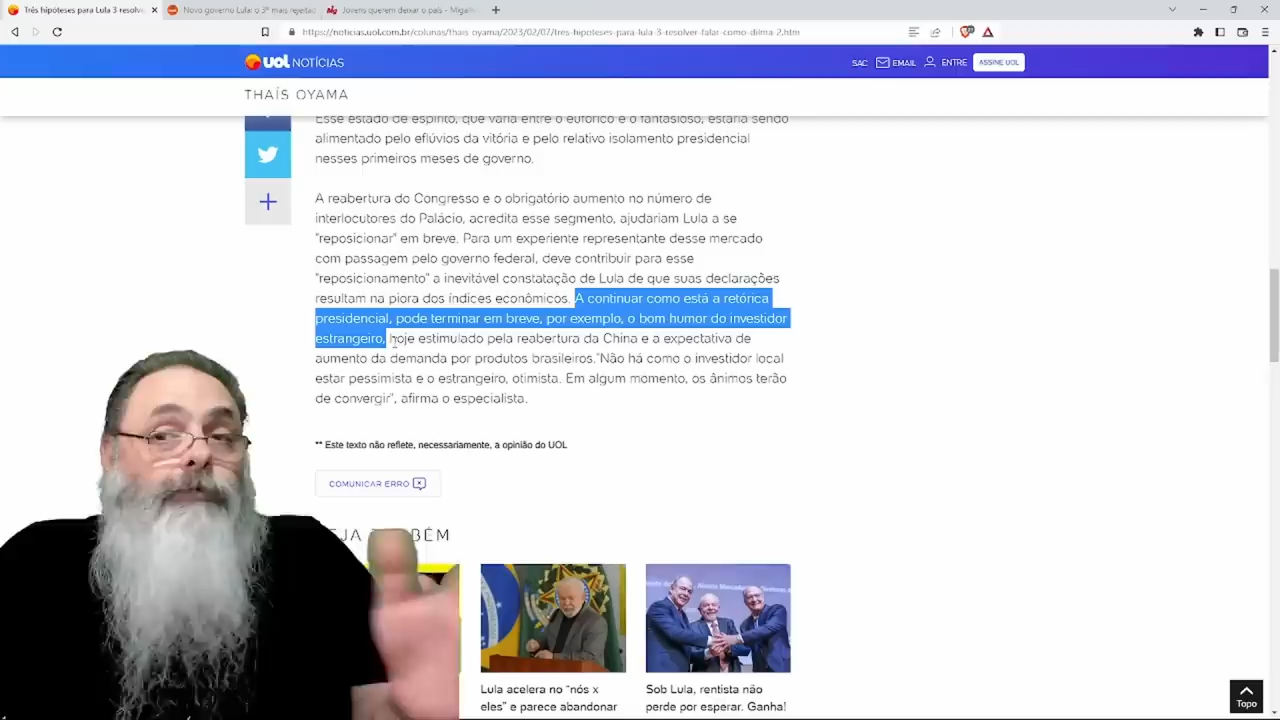 Três hipóteses para Lula 3 resolve
Novo governo Lula: o 3º mais rejeitad
Jovens querem deixar o país - Migalh
https://noticias.uol.com.br/colunas/thais-oyama/2023/02/07/tres-hipoteses-para-lula-3-resolver-falar-como-dilma-2.htm
UOL NOTÍCIAS
SAC
EMAIL
ENTRE
ASSINE UOL
THAÍS OYAMA
Esse estado de espírito, que varia entre o eufórico e o fantasioso, estaria sendo
alimentado pelo eflúvios da vitória e pelo relativo isolamento presidencial
nesses primeiros meses de governo.
A reabertura do Congresso e o obrigatório aumento no número de
interlocutores do Palácio, acredita esse segmento, ajudariam Lula a se
"reposicionar" em breve. Para um experiente representante desse mercado
com passagem pelo governo federal, deve contribuir para esse
"reposicionamento" a inevitável constatação de Lula de que suas declarações
resultam na piora dos índices econômicos. A continuar como está a retórica
presidencial, pode terminar em breve, por exemplo, o bom humor do investidor
estrangeiro, hoje estimulado pela reabertura da China e a expectativa de
aumento da demanda por produtos brasileiros."Não há como o investidor local
estar pessimista e o estrangeiro, otimista. Em algum momento, os ânimos terão
de convergir", afirma o especialista.
** Este texto não reflete, necessariamente, a opinião do UOL
COMUNICAR ERRO
EJA TAMBÉM
Lula acelera no "nós x
eles" e parece abandonar
Sob Lula, rentista não
perde por esperar. Ganha!
Topo